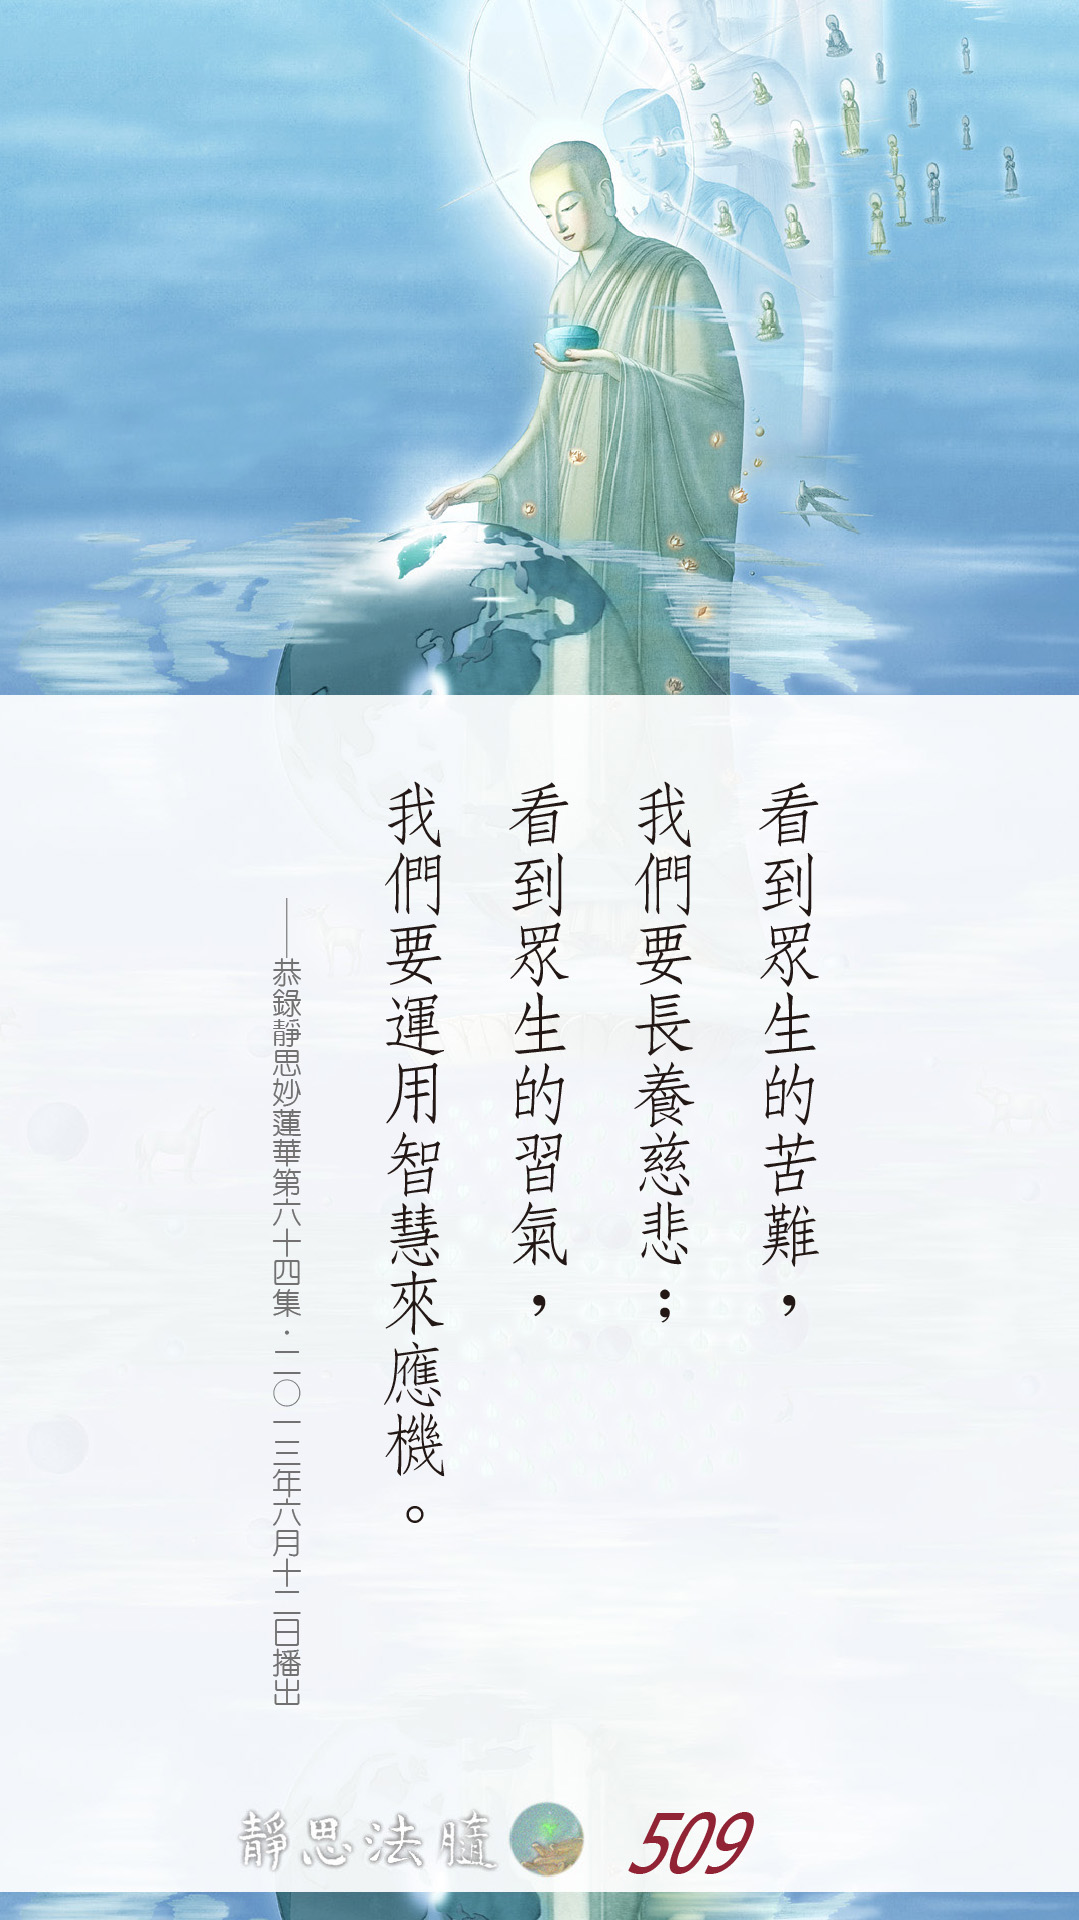 看到眾生的苦難，
我們要長養慈悲；
看到眾生的習氣，
我們要運用智慧來應機。
——恭錄靜思妙蓮華第六十四集·二〇一三年六月十二日播出
靜思法髓 509